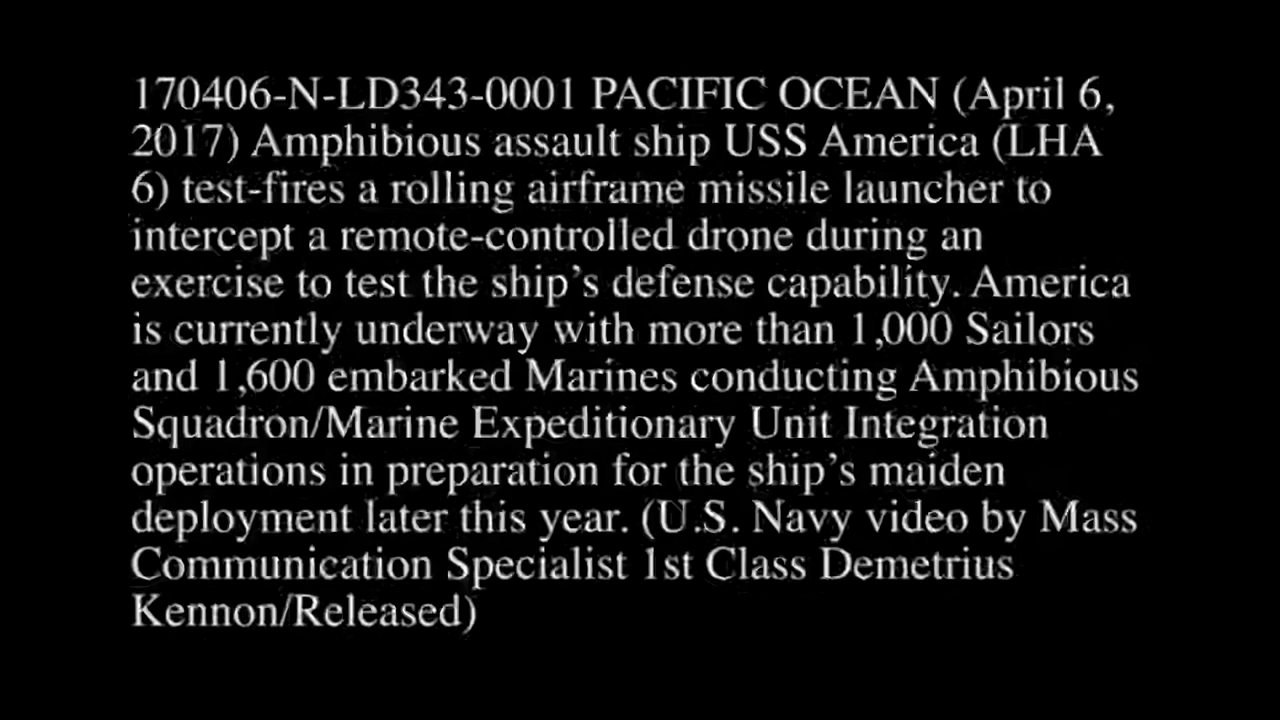 170406-N-LD343-0001 PACIFIC OCEAN (April 6,
2017) Amphibious assault ship USS America (LHA
6) test-fires a rolling airframe missile launcher to
intercept a remote-controlled drone during an
exercise to test the ship’s defense capability. America
is currently underway with more than 1,000 Sailors
and 1,600 embarked Marines conducting Amphibious
Squadron/Marine Expeditionary Unit Integration
operations in preparation for the ship’s maiden
deployment later this year. (U.S. Navy video by Mass
Communication Specialist 1st Class Demetrius
Kennon/Released)